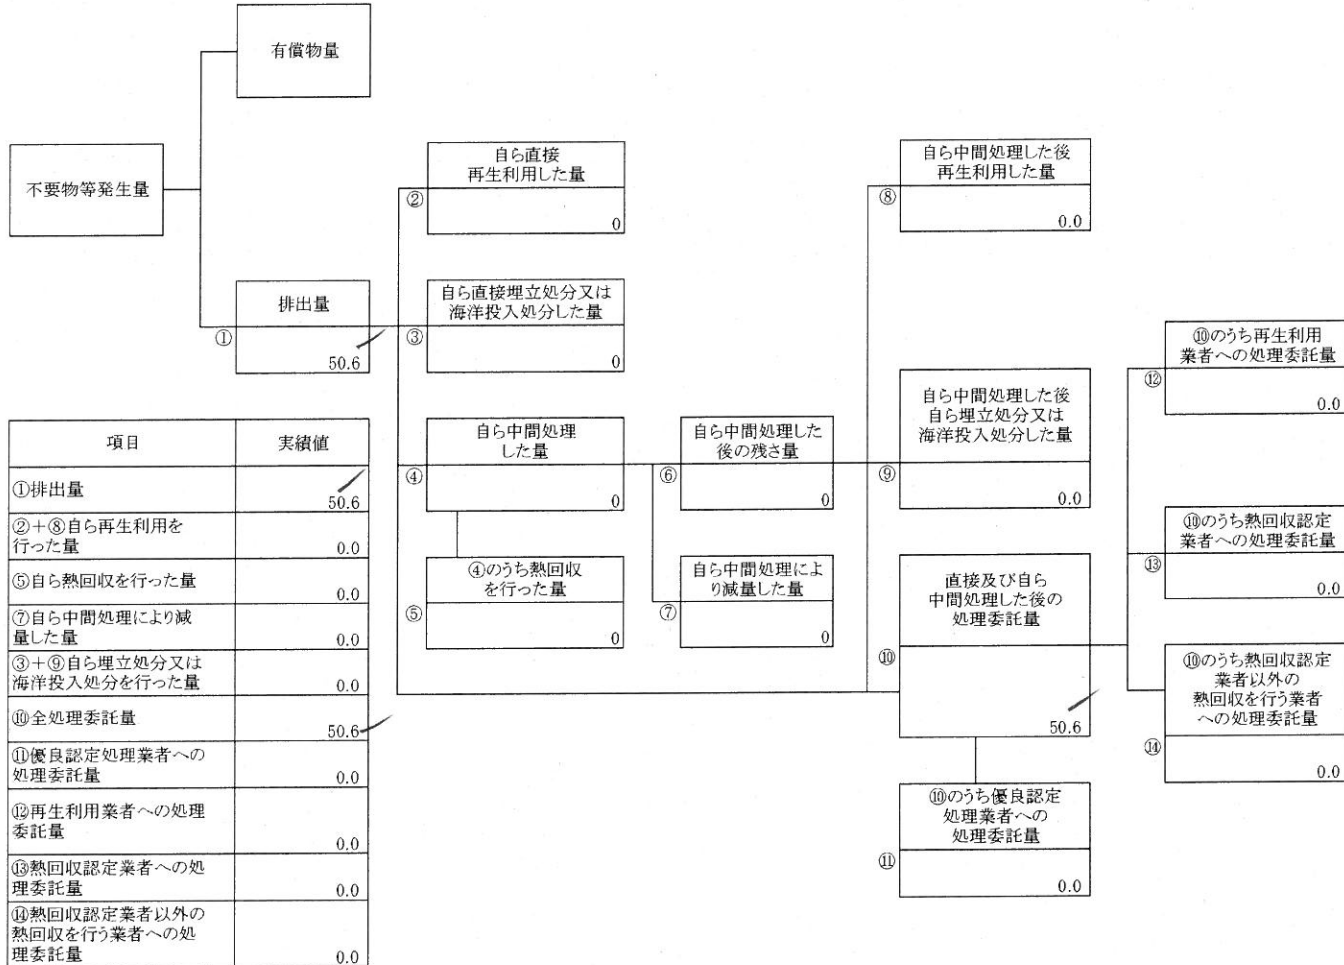 有償物量
不要物等発生量
排出量
①
50.6
自ら直接
再生利用した量
②
0
自ら直接埋立処分又は
海洋投入処分した量
③
0
自ら中間処理
した量
④
0
④のうち熱回収
を行った量
⑤
0
自ら中間処理した
後の残さ量
⑥
0
自ら中間処理によ
り減量した量
⑦
0
自ら中間処理した後
再生利用した量
⑧
0.0
自ら中間処理した後
自ら埋立処分又は
海洋投入処分した量
⑨
0.0
直接及び自ら
中間処理した後の
処理委託量
⑩
50.6
⑩のうち優良認定
処理業者への
処理委託量
⑪
0.0
⑩のうち再生利用
業者への処理委託量
⑫
0.0
⑩のうち熱回収認定
業者への処理委託量
⑬
0.0
⑩のうち熱回収認定
業者以外の
熱回収を行う業者
への処理委託量
⑭
0.0
項目 実績値
①排出量 50.6
②+⑧自ら再生利用を
行った量 0.0
⑤自ら熱回収を行った量 0.0
⑦自ら中間処理により減
量した量 0.0
③+⑨自ら埋立処分又は
海洋投入処分を行った量 0.0
⑩全処理委託量 50.6
⑪優良認定処理業者への
処理委託量 0.0
⑫再生利用業者への処理
委託量 0.0
⑬熱回収認定業者への処
理委託量 0.0
⑭熱回収認定業者以外の
熱回収を行う業者への処
理委託量 0.0